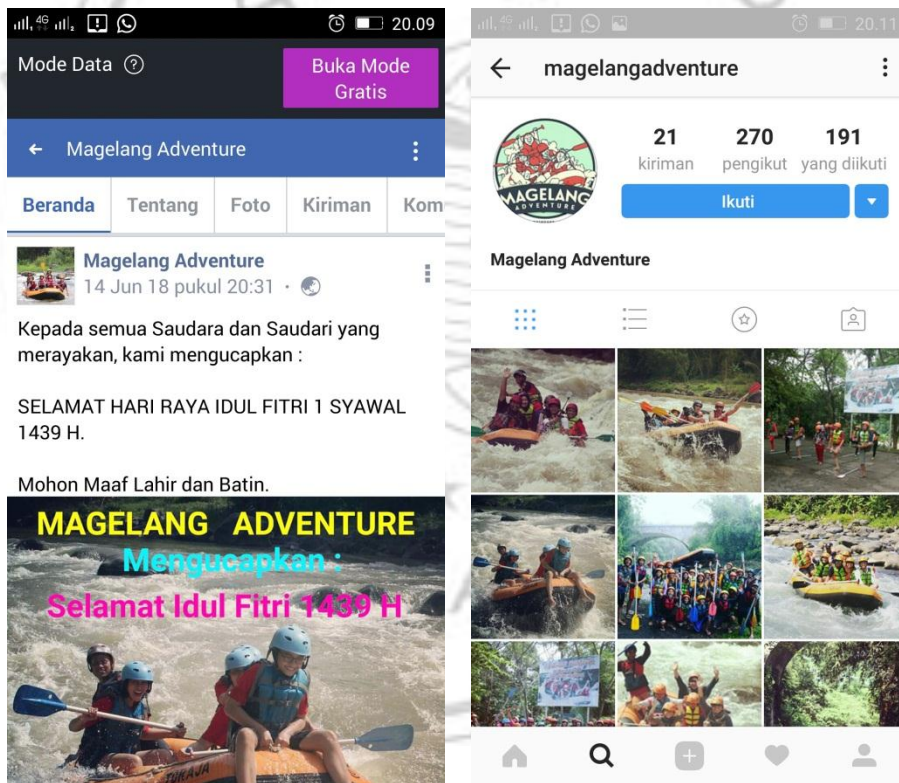 4G
20.09
Mode Data
Buka Mode
Gratis
Magelang Adventure
Beranda Tentang Foto Kiriman Kom
Magelang Adventure
14 Jun 18 pukul 20:31
Kepada semua Saudara dan Saudari yang
merayakan, kami mengucapkan :
SELAMAT HARI RAYA IDUL FITRI 1 SYAWAL
1439 H.
Mohon Maaf Lahir dan Batin.
MAGELANG ADVENTURE
Mengucapkan :
Selamat Idul Fitri 1439 H
4G
20.11
magelangadventure
MAGELANG
ADVENTURE
21 270 191
kiriman pengikut yang diikuti
Ikuti
Magelang Adventure